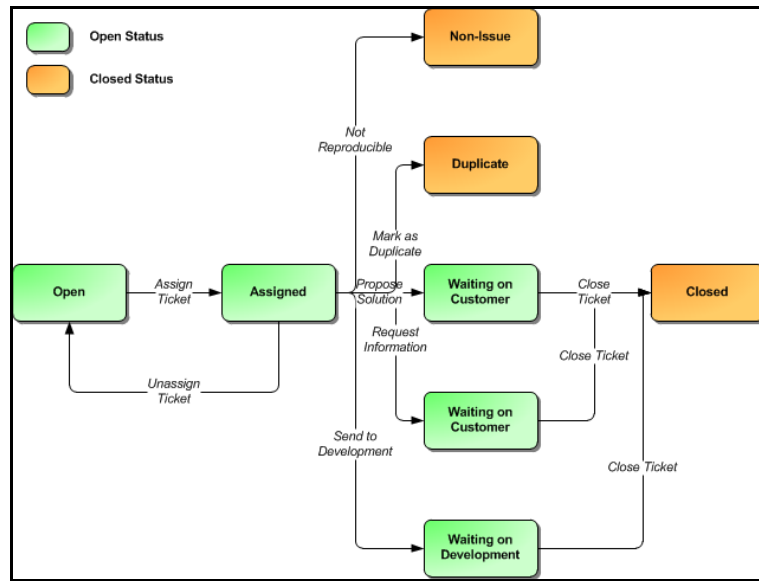 Open Status
Closed Status
Non-Issue
Not
Reproducible
Duplicate
Mark as
Duplicate
Open
Assign
Ticket
Assigned
Propose
Solution
Waiting on
Customer
Close
Ticket
Closed
Request
Information
Close Ticket
Unassign
Ticket
Waiting on
Customer
Send to
Development
Close Ticket
Waiting on
Development